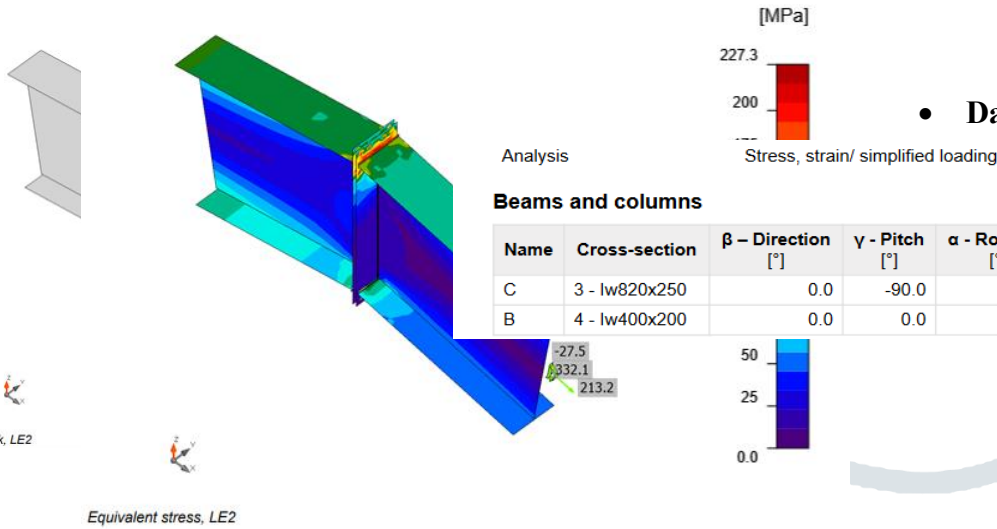 [MPa]
227.3
200
• Da
Analysis Stress, strain/ simplified loading
Beams and columns
Name Cross-section β – Direction [°] γ - Pitch [°] α - Ro
C 3 - Iw820x250 0.0 -90.0
B 4 - Iw400x200 0.0 0.0
-27.5
332.1
213.2
50
25
0.0
, LE2
Equivalent stress, LE2